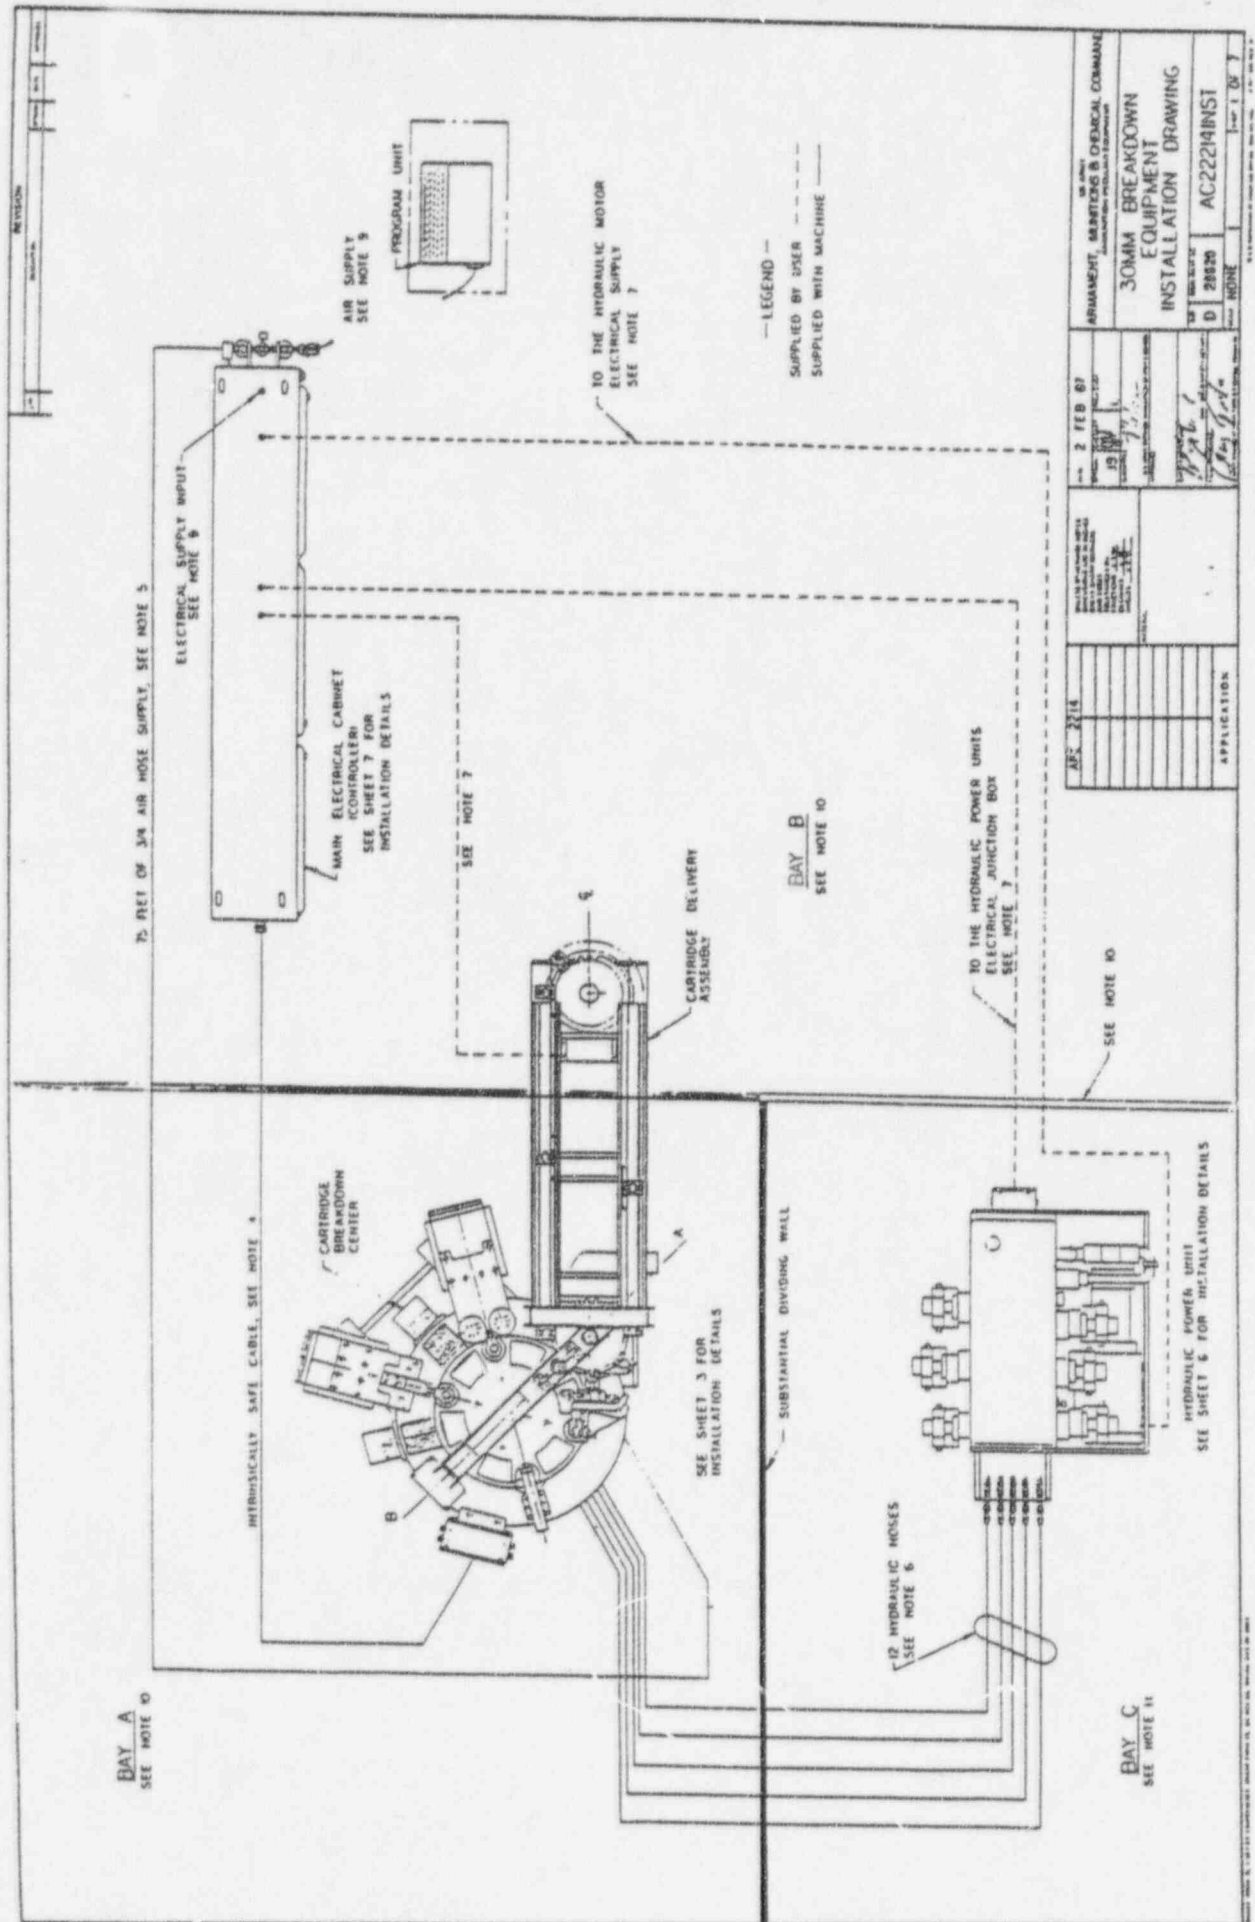 REVISION
75 FEET OF 3/4 AIR HOSE SUPPLY, SEE NOTE 5
ELECTRICAL SUPPLY INPUT
SEE NOTE 9
AIR SUPPLY
SEE NOTE 9
PROGRAM UNIT
MAIN ELECTRICAL CABINET
(CONTROLLER)
SEE SHEET 7 FOR
INSTALLATION DETAILS
SEE NOTE 7
TO THE HYDRAULIC MOTOR
ELECTRICAL SUPPLY
SEE NOTE 7
— LEGEND —
SUPPLIED BY USER
SUPPLIED WITH MACHINE
BAY A
SEE NOTE 10
INTRINSICALLY SAFE CABLE, SEE NOTE 4
CARTRIDGE
BREAKDOWN
CENTER
B
A
CARTRIDGE DELIVERY
ASSEMBLY
BAY B
SEE NOTE 10
SEE SHEET 3 FOR
INSTALLATION DETAILS
SUBSTANTIAL DIVIDING WALL
TO THE HYDRAULIC POWER UNITS
ELECTRICAL JUNCTION BOX
SEE NOTE 7
SEE NOTE 10
12 HYDRAULIC HOSES
SEE NOTE 6
BAY C
SEE NOTE 11
HYDRAULIC POWER UNIT
SEE SHEET 6 FOR INSTALLATION DETAILS
2214
APPLICATION
2 FEB 87
ARMAMENT, MUNITIONS & CHEMICAL COMMAND
30MM BREAKDOWN
EQUIPMENT
INSTALLATION DRAWING
D
AC22214INST
NONE
1 OF 7